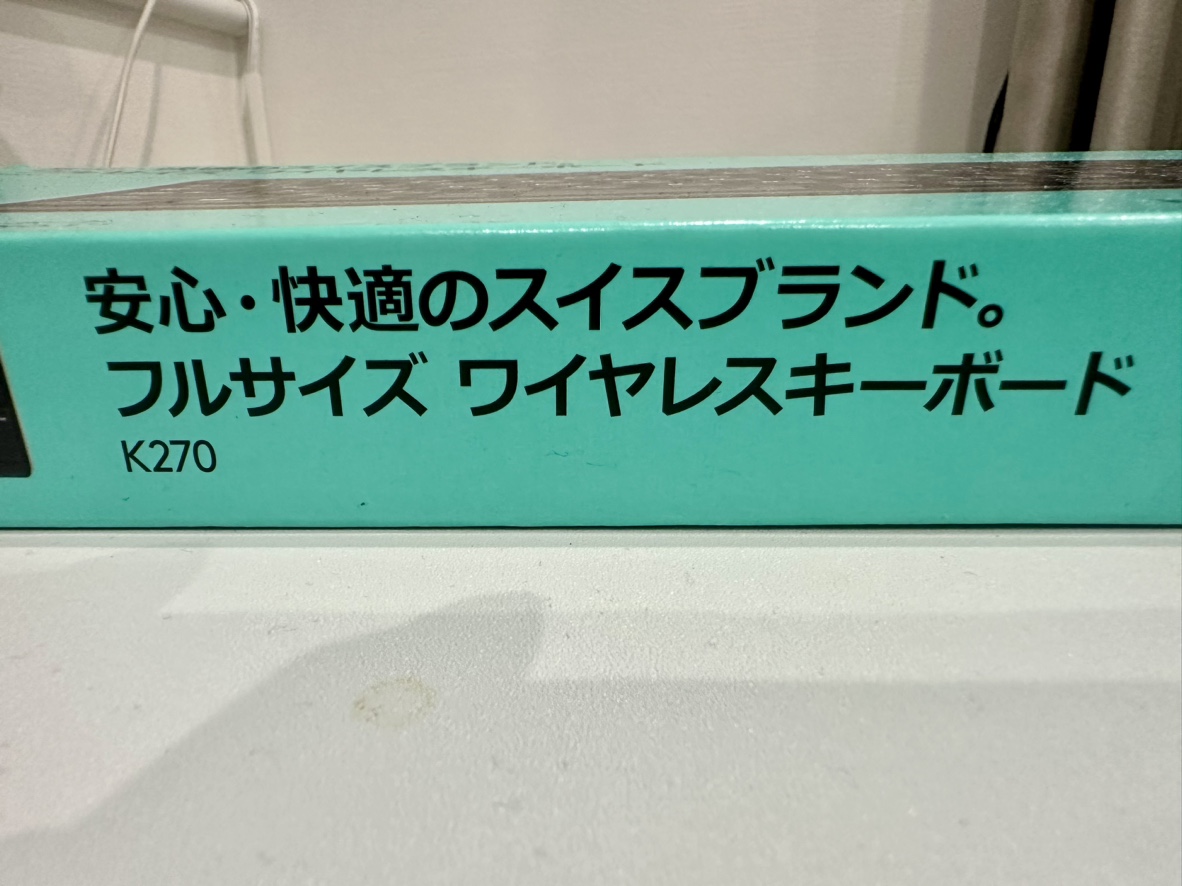 安心・快適のスイスブランド。
フルサイズ ワイヤレスキーボード
K270